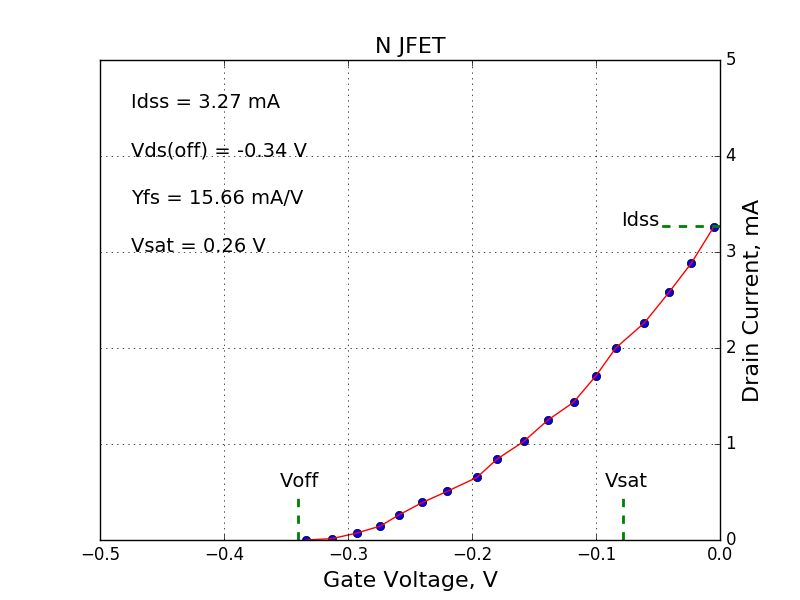 N JFET
Idss = 3.27 mA
Vds(off) = -0.34 V
Yfs = 15.66 mA/V
Vsat = 0.26 V
Idss
Voff
Vsat
5
4
3
2
1
0
Drain Current, mA
−0.5 −0.4 −0.3 −0.2 −0.1 0.0
Gate Voltage, V